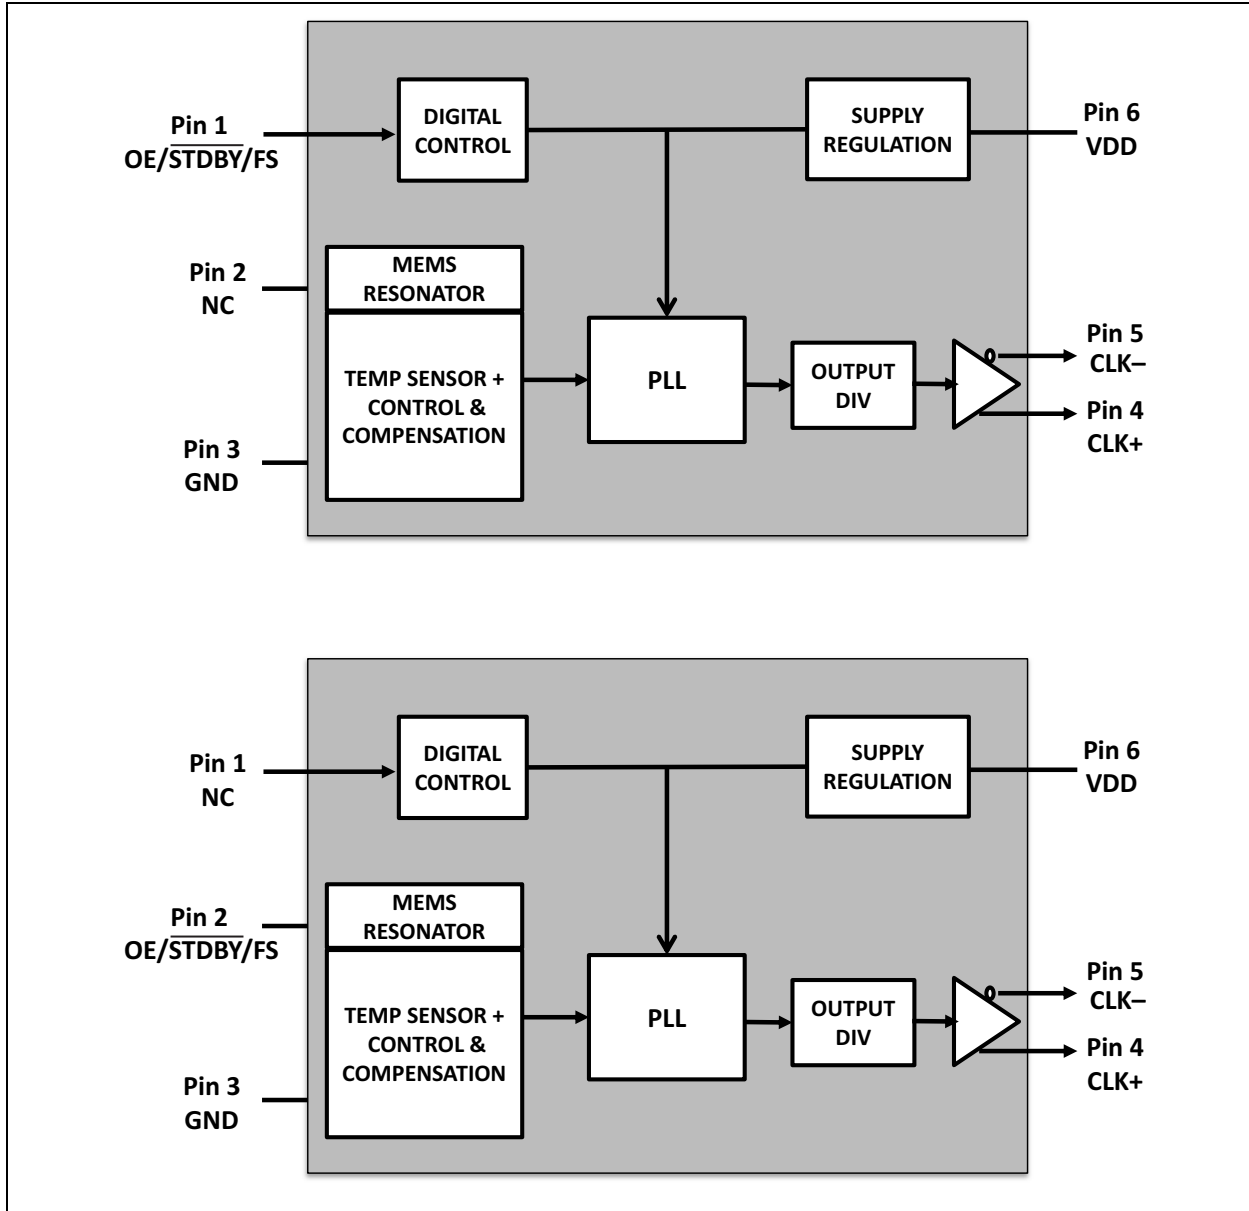 Pin 1
OE/STDBY/FS
DIGITAL
CONTROL
SUPPLY
REGULATION
Pin 6
VDD
Pin 2
NC
MEMS
RESONATOR
TEMP SENSOR +
CONTROL &
COMPENSATION
PLL
OUTPUT
DIV
Pin 5
CLK–
Pin 4
CLK+
Pin 3
GND
Pin 1
NC
DIGITAL
CONTROL
SUPPLY
REGULATION
Pin 6
VDD
Pin 2
OE/STDBY/FS
MEMS
RESONATOR
TEMP SENSOR +
CONTROL &
COMPENSATION
PLL
OUTPUT
DIV
Pin 5
CLK–
Pin 4
CLK+
Pin 3
GND